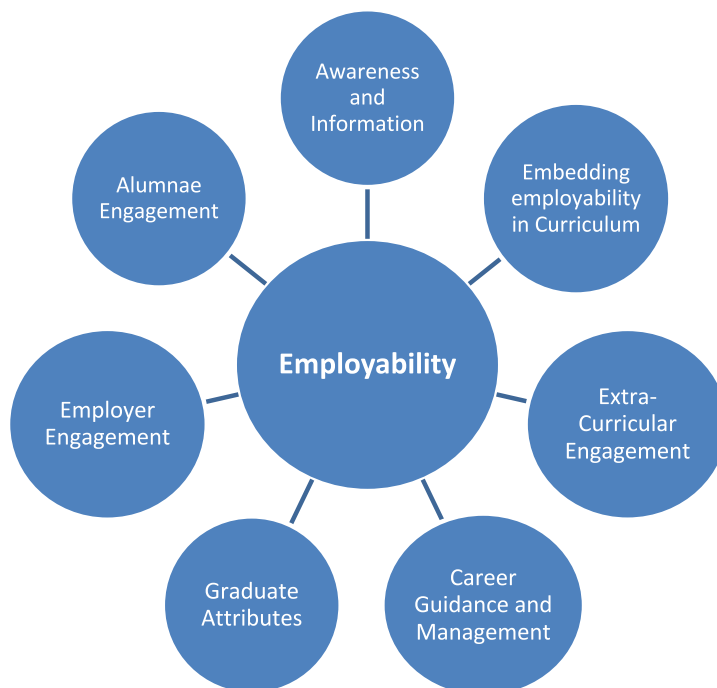 Awareness
and
Information
Embedding
employability
in Curriculum
Extra-
Curricular
Engagement
Career
Guidance and
Management
Graduate
Attributes
Employer
Engagement
Alumnae
Engagement
Employability